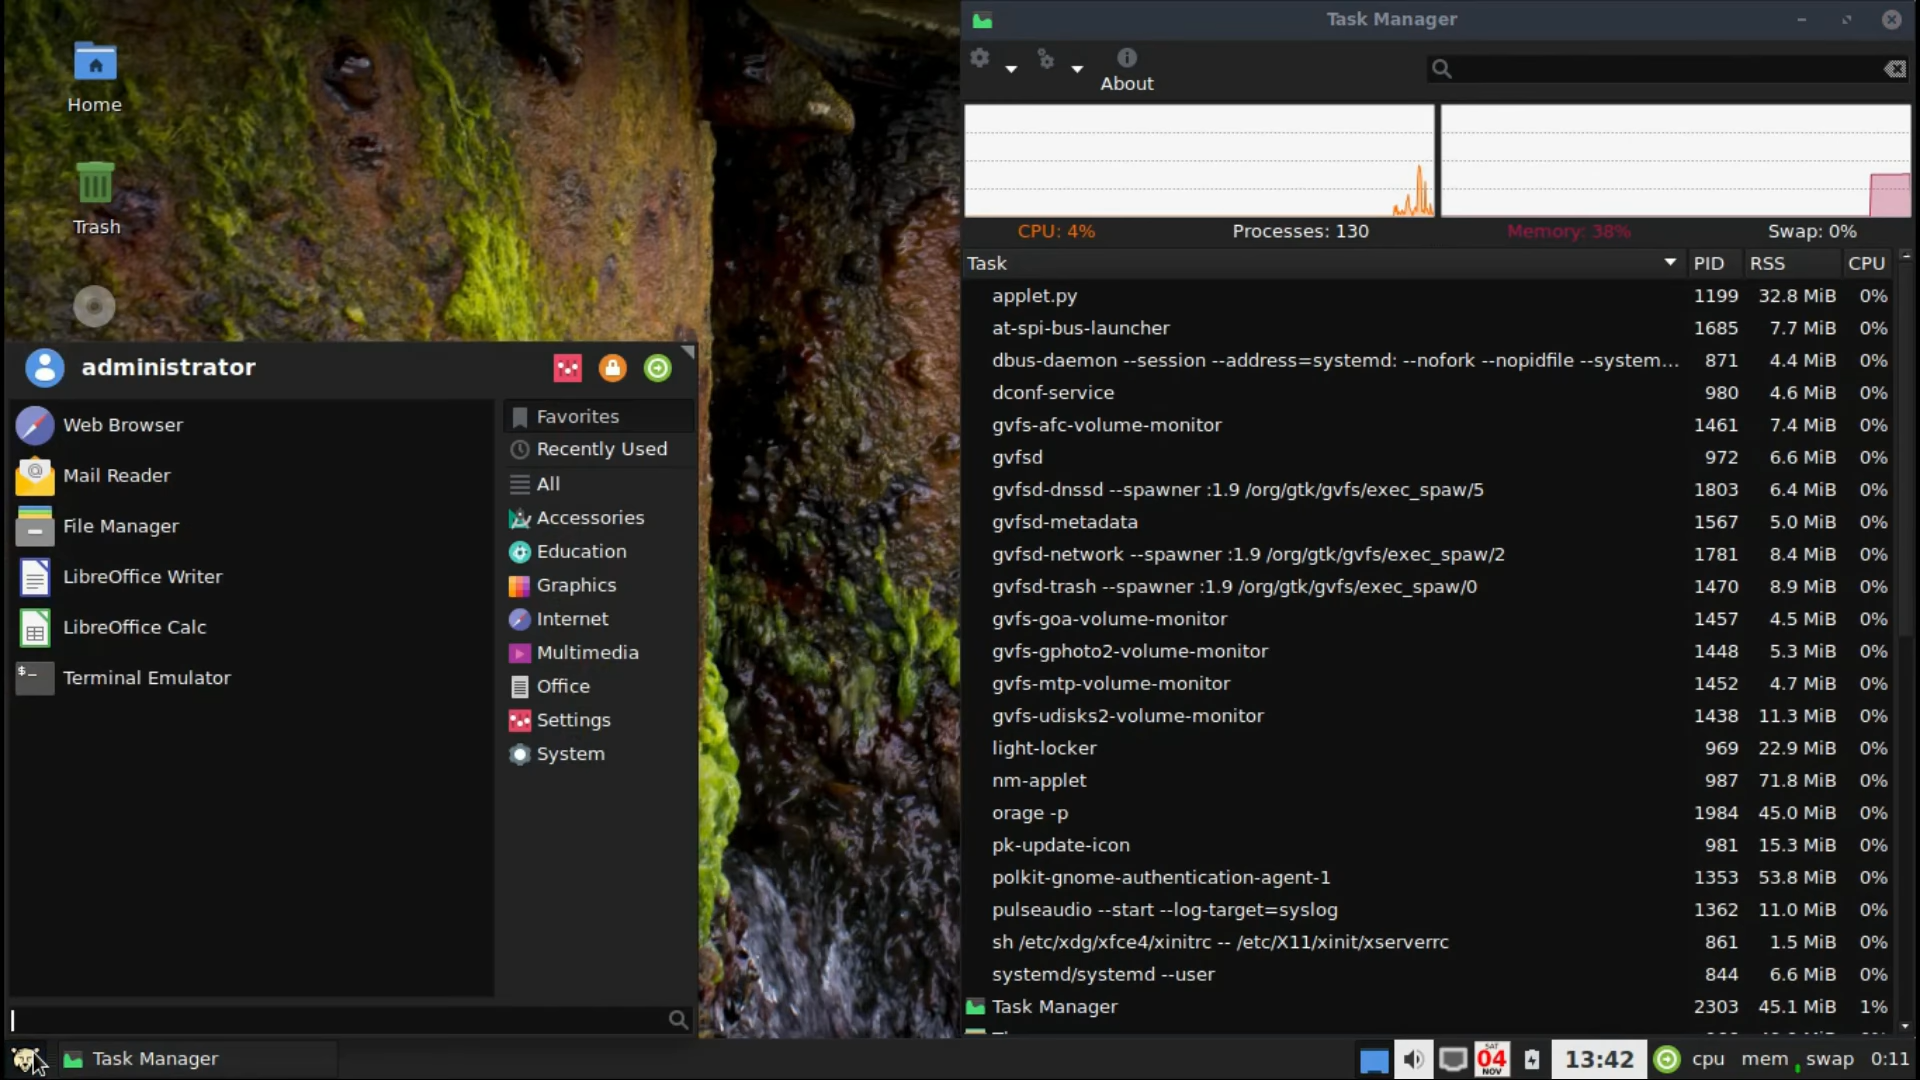 Home
Trash
administrator
Web Browser
Mail Reader
File Manager
LibreOffice Writer
LibreOffice Calc
$–
Terminal Emulator
Favorites
Recently Used
All
Accessories
Education
Graphics
Internet
Multimedia
Office
Settings
System
Task Manager
About
CPU: 4% Processes: 130 Memory: 38% Swap: 0%
Task PID RSS CPU
applet.py 1199 32.8 MiB 0%
at-spi-bus-launcher 1685 7.7 MiB 0%
dbus-daemon --session --address=systemd: --nofork --nopidfile --system... 871 4.4 MiB 0%
dconf-service 980 4.6 MiB 0%
gvfs-afc-volume-monitor 1461 7.4 MiB 0%
gvfsd 972 6.6 MiB 0%
gvfsd-dnssd --spawner :1.9 /org/gtk/gvfs/exec_spaw/5 1803 6.4 MiB 0%
gvfsd-metadata 1567 5.0 MiB 0%
gvfsd-network --spawner :1.9 /org/gtk/gvfs/exec_spaw/2 1781 8.4 MiB 0%
gvfsd-trash --spawner :1.9 /org/gtk/gvfs/exec_spaw/0 1470 8.9 MiB 0%
gvfs-goa-volume-monitor 1457 4.5 MiB 0%
gvfs-gphoto2-volume-monitor 1448 5.3 MiB 0%
gvfs-mtp-volume-monitor 1452 4.7 MiB 0%
gvfs-udisks2-volume-monitor 1438 11.3 MiB 0%
light-locker 969 22.9 MiB 0%
nm-applet 987 71.8 MiB 0%
orage -p 1984 45.0 MiB 0%
pk-update-icon 981 15.3 MiB 0%
polkit-gnome-authentication-agent-1 1353 53.8 MiB 0%
pulseaudio --start --log-target=syslog 1362 11.0 MiB 0%
sh /etc/xdg/xfce4/xinitrc -- /etc/X11/xinit/xserverrc 861 1.5 MiB 0%
systemd/systemd --user 844 6.6 MiB 0%
Task Manager 2303 45.1 MiB 1%
Task Manager
SAT
04
NOV
13:42
cpu mem swap 0:11